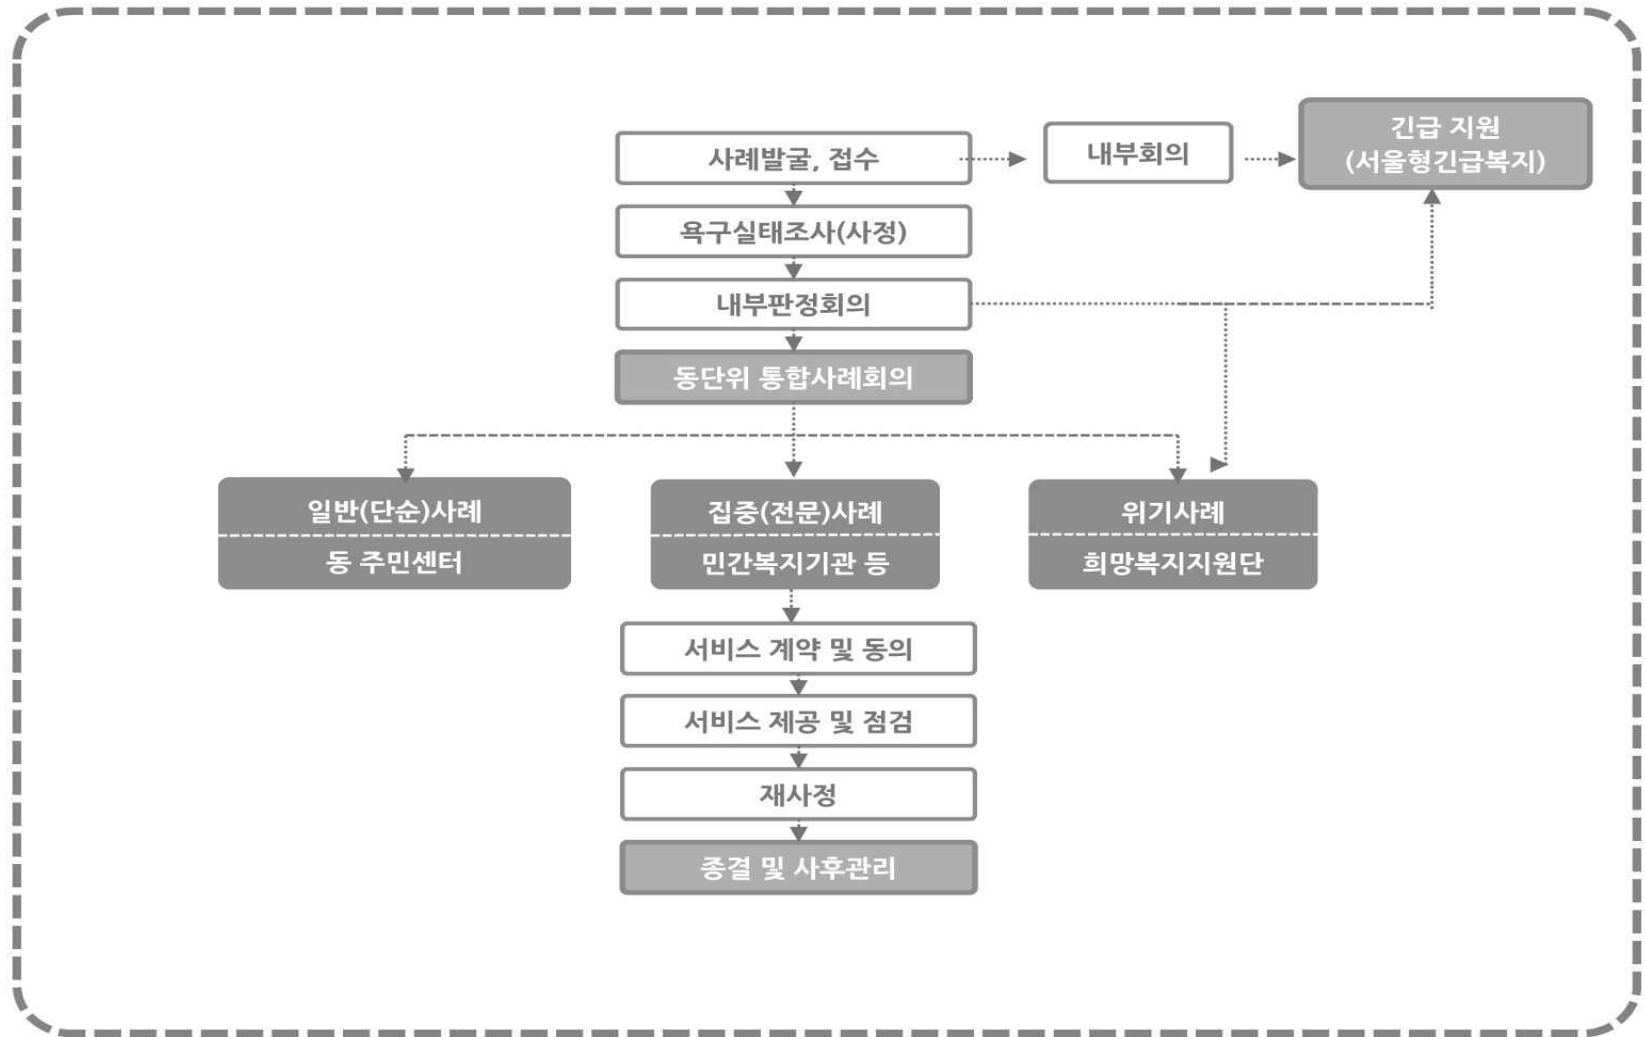 사례발굴, 접수
내부회의
긴급 지원
(서울형긴급복지)
욕구실태조사(사정)
내부판정회의
동단위 통합사례회의
일반(단순)사례
동 주민센터
집중(전문)사례
민간복지기관 등
위기사례
희망복지지원단
서비스 계약 및 동의
서비스 제공 및 점검
재사정
종결 및 사후관리